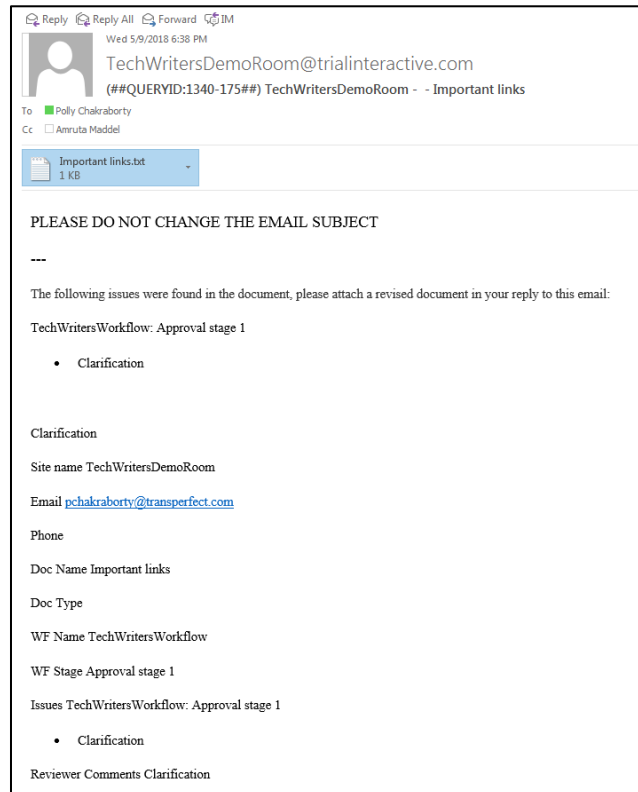 Reply Reply All Forward IM
Wed 5/9/2018 6:38 PM
TechWritersDemoRoom@trialinteractive.com
(##QUERYID:1340-175##) TechWritersDemoRoom - - Important links
To Polly Chakraborty
Cc Amruta Maddel
Important links.txt
1 KB
PLEASE DO NOT CHANGE THE EMAIL SUBJECT
---
The following issues were found in the document, please attach a revised document in your reply to this email:
TechWritersWorkflow: Approval stage 1
• Clarification
Clarification
Site name TechWritersDemoRoom
Email pchakraborty@transperfect.com
Phone
Doc Name Important links
Doc Type
WF Name TechWritersWorkflow
WF Stage Approval stage 1
Issues TechWritersWorkflow: Approval stage 1
• Clarification
Reviewer Comments Clarification